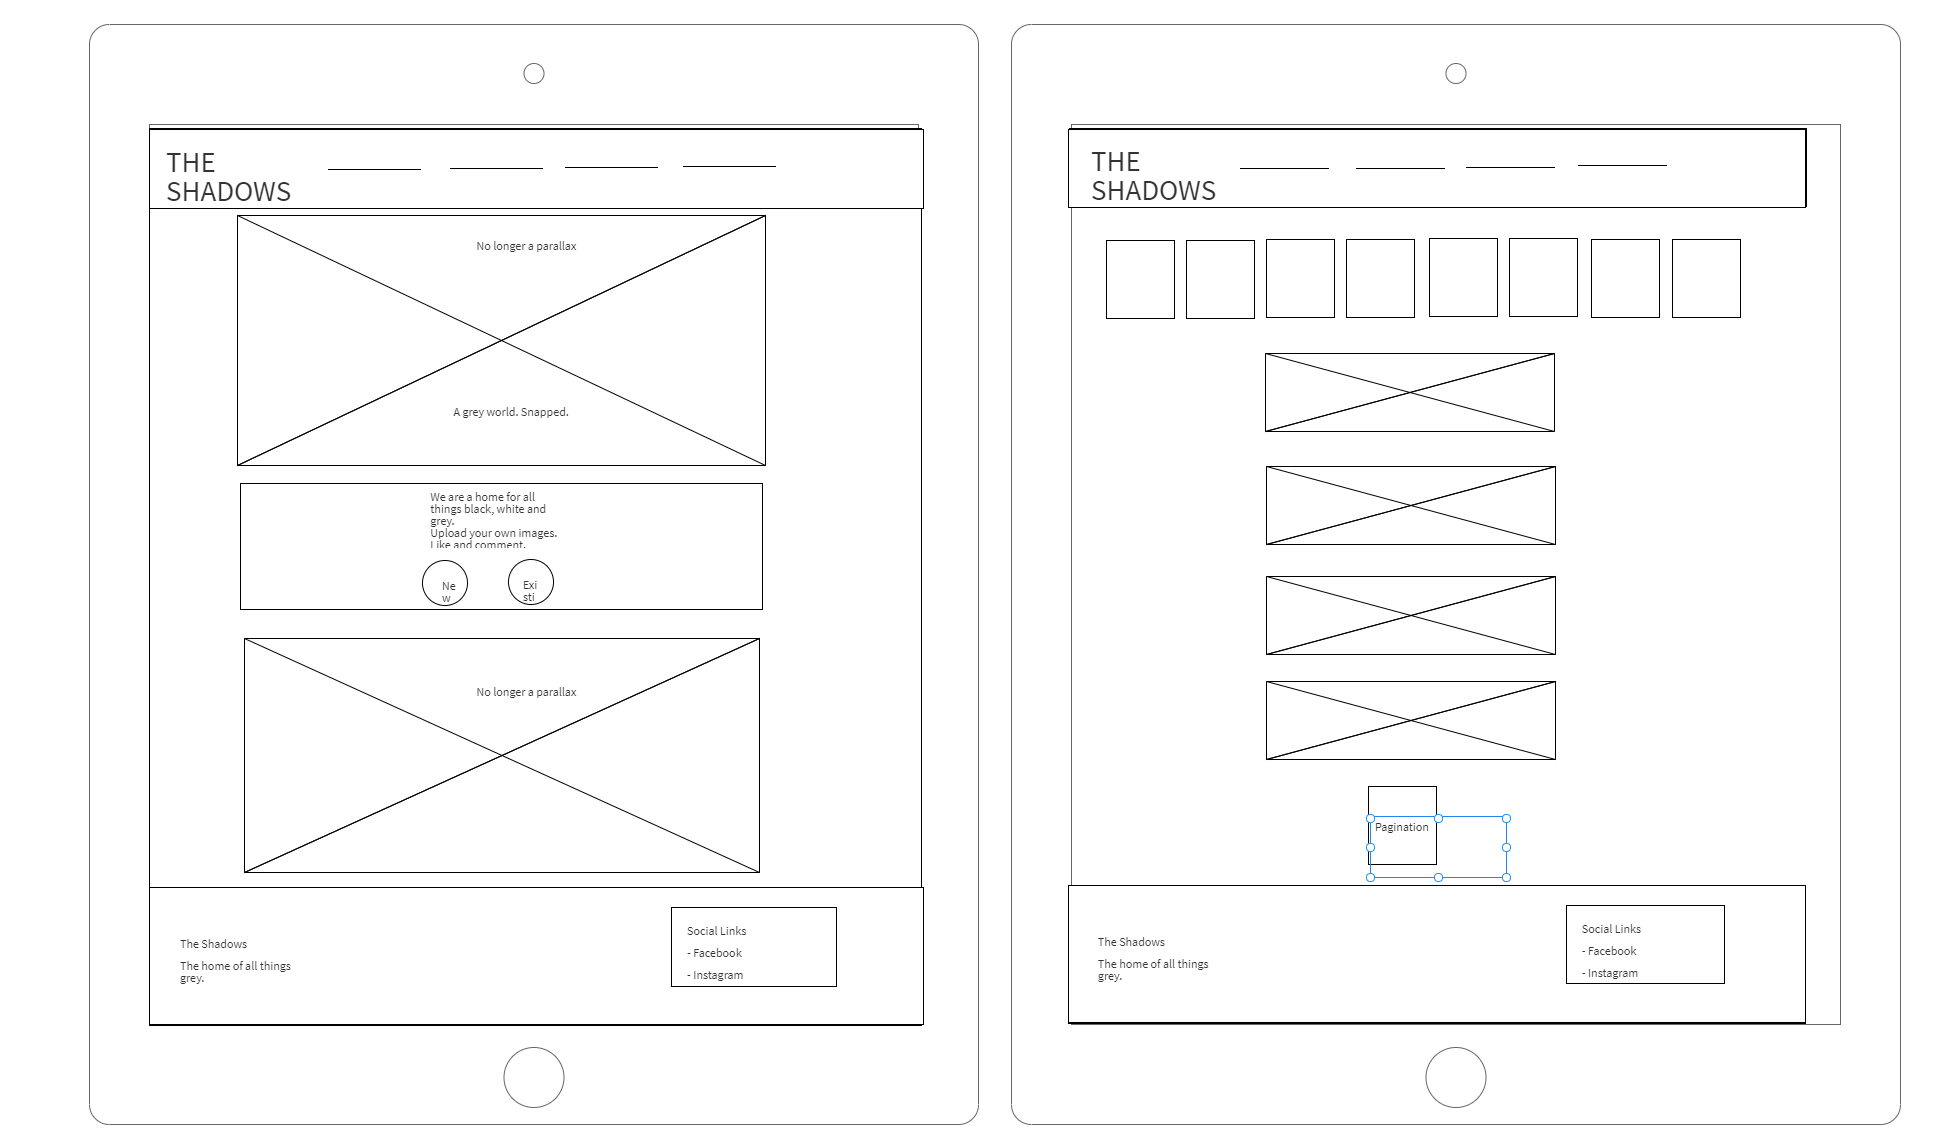 THE
SHADOWS
No longer a parallax
A grey world. Snapped.
We are a home for all
things black, white and
grey.
Upload your own images.
Like and comment.
Ne
w
Exi
sti
No longer a parallax
The Shadows
The home of all things
grey.
Social Links
- Facebook
- Instagram
THE
SHADOWS
Pagination
The Shadows
The home of all things
grey.
Social Links
- Facebook
- Instagram